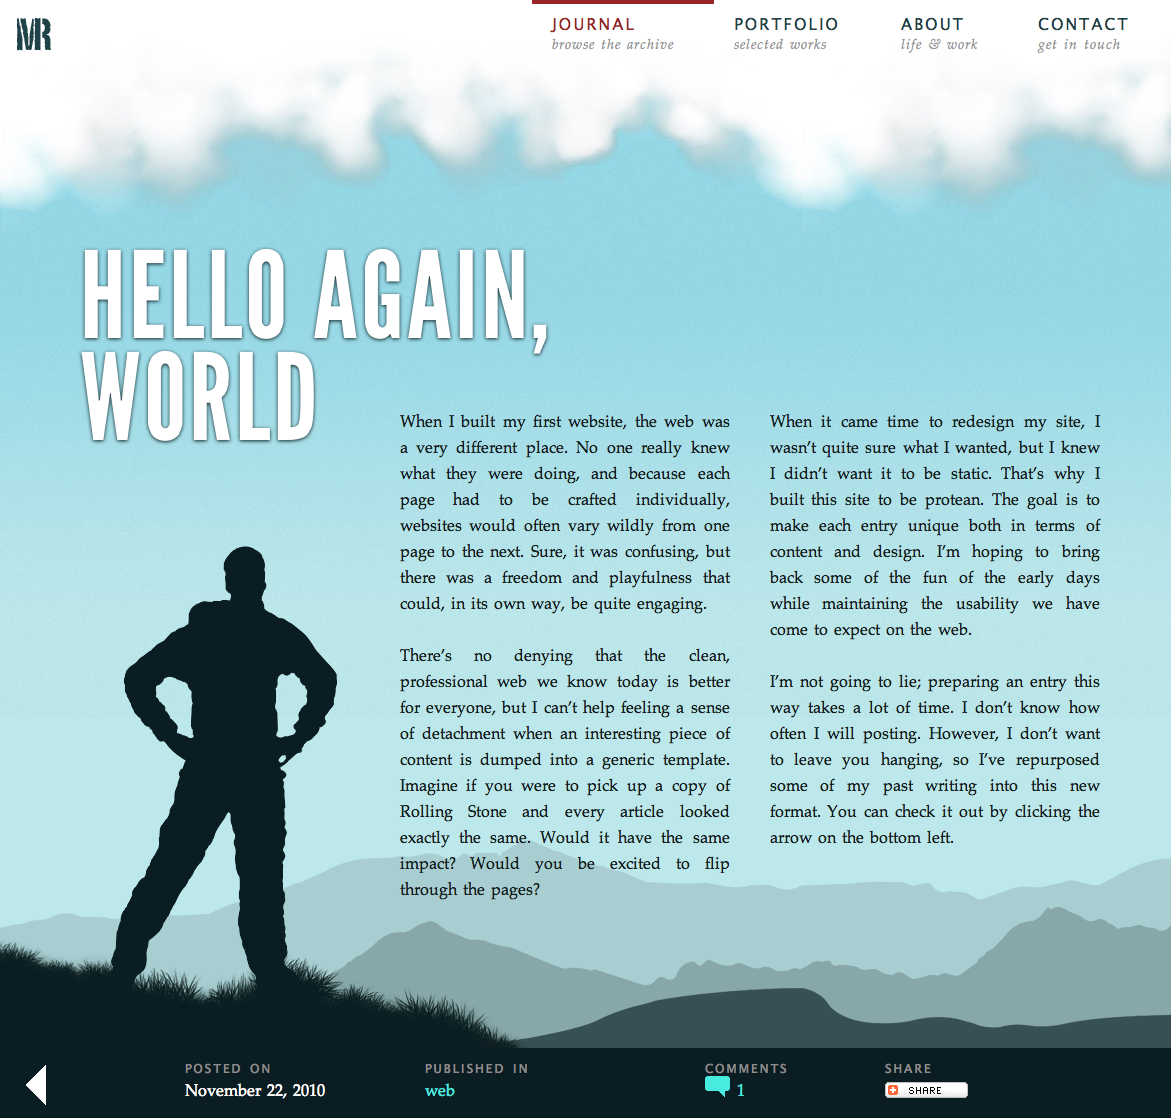 MR
JOURNAL
browse the archive
PORTFOLIO
selected works
ABOUT
life & work
CONTACT
get in touch
HELLO AGAIN,
WORLD
When I built my first website, the web was
a very different place. No one really knew
what they were doing, and because each
page had to be crafted individually,
websites would often vary wildly from one
page to the next. Sure, it was confusing, but
there was a freedom and playfulness that
could, in its own way, be quite engaging.
There’s no denying that the clean,
professional web we know today is better
for everyone, but I can’t help feeling a sense
of detachment when an interesting piece of
content is dumped into a generic template.
Imagine if you were to pick up a copy of
Rolling Stone and every article looked
exactly the same. Would it have the same
impact? Would you be excited to flip
through the pages?
When it came time to redesign my site, I
wasn’t quite sure what I wanted, but I knew
I didn’t want it to be static. That’s why I
built this site to be protean. The goal is to
make each entry unique both in terms of
content and design. I’m hoping to bring
back some of the fun of the early days
while maintaining the usability we have
come to expect on the web.
I’m not going to lie; preparing an entry this
way takes a lot of time. I don’t know how
often I will posting. However, I don’t want
to leave you hanging, so I’ve repurposed
some of my past writing into this new
format. You can check it out by clicking the
arrow on the bottom left.
POSTED ON
November 22, 2010
PUBLISHED IN
web
COMMENTS
1
SHARE
SHARE